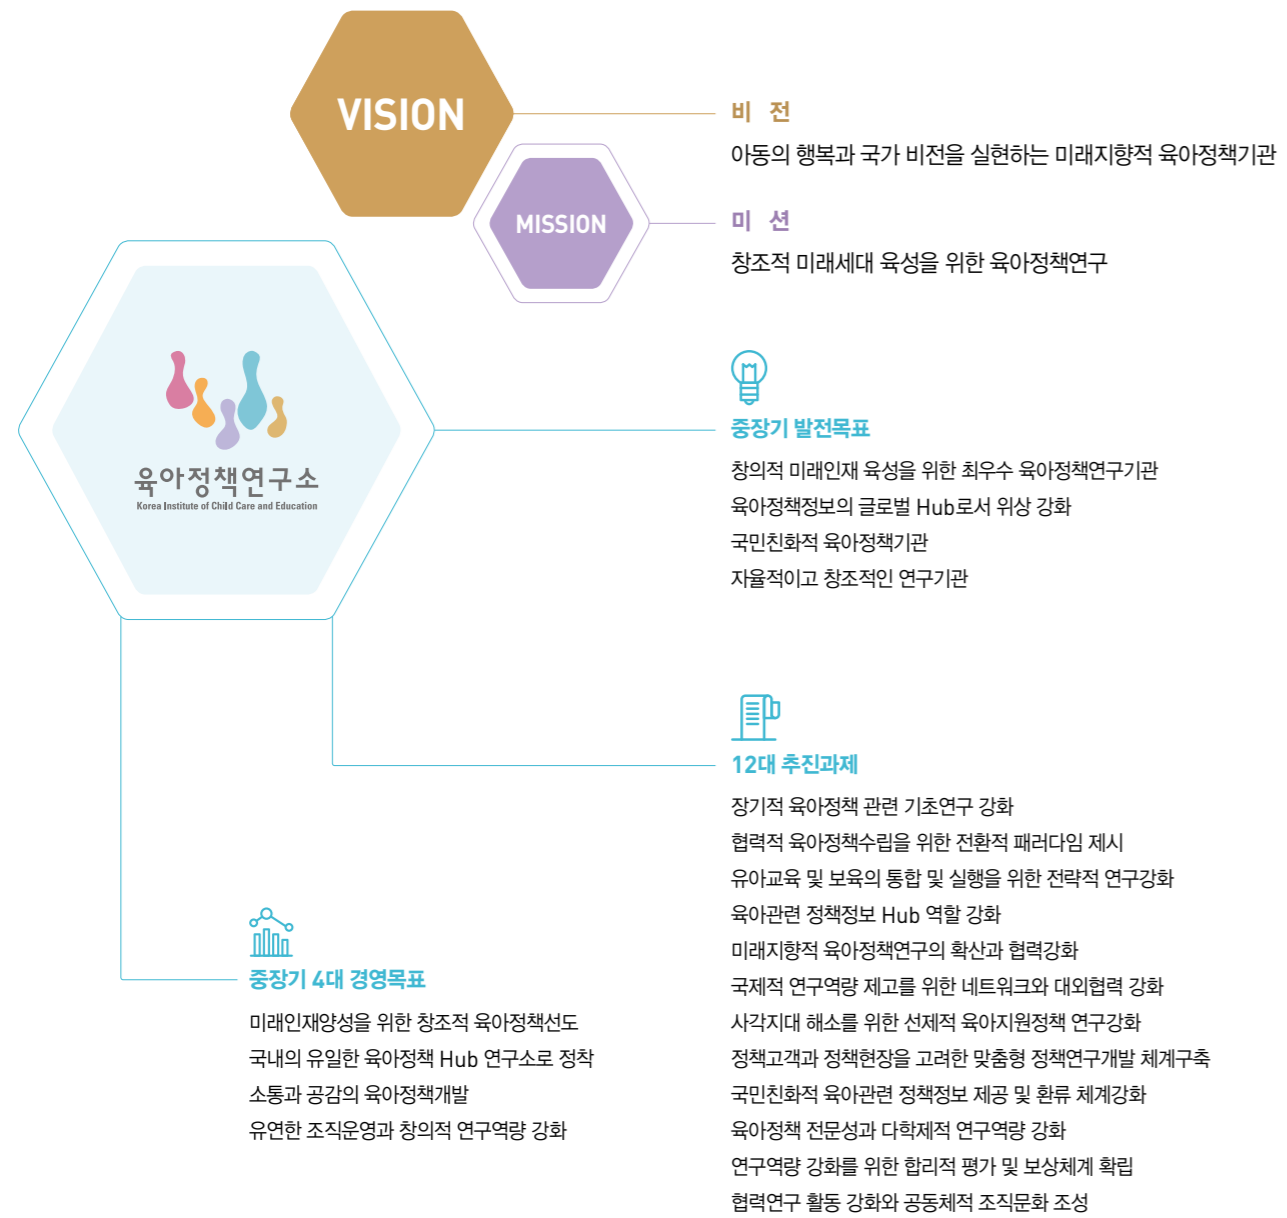 VISION
비 전
아동의 행복과 국가 비전을 실현하는 미래지향적 육아정책기관
MISSION
미 션
창조적 미래세대 육성을 위한 육아정책연구
육아정책연구소
Korea Institute of Child Care and Education
중장기 발전목표
창의적 미래인재 육성을 위한 최우수 육아정책연구기관
육아정책정보의 글로벌 Hub로서 위상 강화
국민친화적 육아정책기관
자율적이고 창조적인 연구기관
12대 추진과제
장기적 육아정책 관련 기초연구 강화
협력적 육아정책수립을 위한 전환적 패러다임 제시
유아교육 및 보육의 통합 및 실행을 위한 전략적 연구강화
육아관련 정책정보 Hub 역할 강화
미래지향적 육아정책연구의 확산과 협력강화
국제적 연구역량 제고를 위한 네트워크와 대외협력 강화
사각지대 해소를 위한 선제적 육아지원정책 연구강화
정책고객과 정책현장을 고려한 맞춤형 정책연구개발 체계구축
국민친화적 육아관련 정책정보 제공 및 환류 체계강화
육아정책 전문성과 다학제적 연구역량 강화
연구역량 강화를 위한 합리적 평가 및 보상체계 확립
협력연구 활동 강화와 공동체적 조직문화 조성
중장기 4대 경영목표
미래인재양성을 위한 창조적 육아정책선도
국내의 유일한 육아정책 Hub 연구소로 정착
소통과 공감의 육아정책개발
유연한 조직운영과 창의적 연구역량 강화